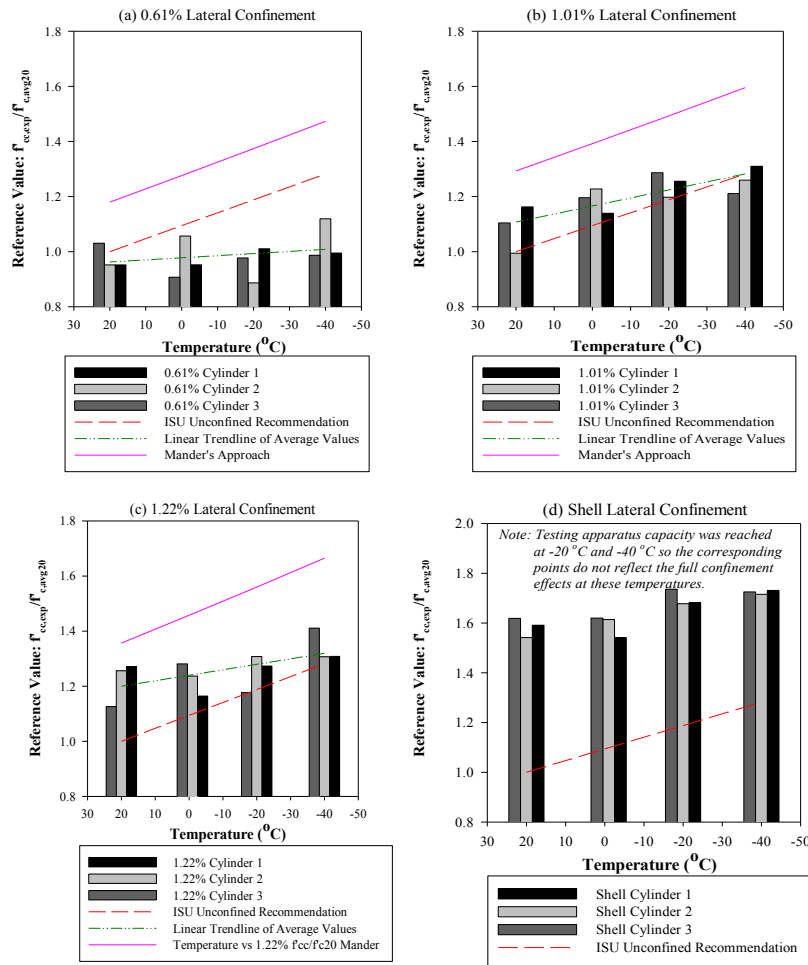 (a) 0.61% Lateral Confinement
Reference Value: f'cc,exp/f'c,avg20
1.8
1.6
1.4
1.2
1.0
0.8
30 20 10 0 -10 -20 -30 -40 -50
Temperature (°C)
0.61% Cylinder 1
0.61% Cylinder 2
0.61% Cylinder 3
ISU Unconfined Recommendation
Linear Trendline of Average Values
Mander's Approach
(b) 1.01% Lateral Confinement
Reference Value: f'cc,exp/f'c,avg20
1.8
1.6
1.4
1.2
1.0
0.8
30 20 10 0 -10 -20 -30 -40 -50
Temperature (°C)
1.01% Cylinder 1
1.01% Cylinder 2
1.01% Cylinder 3
ISU Unconfined Recommendation
Linear Trendline of Average Values
Mander's Approach
(c) 1.22% Lateral Confinement
Reference Value: f'cc,exp/f'c,avg20
1.8
1.6
1.4
1.2
1.0
0.8
30 20 10 0 -10 -20 -30 -40 -50
Temperature (°C)
1.22% Cylinder 1
1.22% Cylinder 2
1.22% Cylinder 3
ISU Unconfined Recommendation
Linear Trendline of Average Values
Temperature vs 1.22% f'cc/f'c20 Mander
(d) Shell Lateral Confinement
Note: Testing apparatus capacity was reached
at -20 °C and -40 °C so the corresponding
points do not reflect the full confinement
effects at these temperatures.
Reference Value: f'cc,exp/f'c,avg20
2.0
1.8
1.6
1.4
1.2
1.0
0.8
30 20 10 0 -10 -20 -30 -40 -50
Temperature (°C)
Shell Cylinder 1
Shell Cylinder 2
Shell Cylinder 3
ISU Unconfined Recommendation